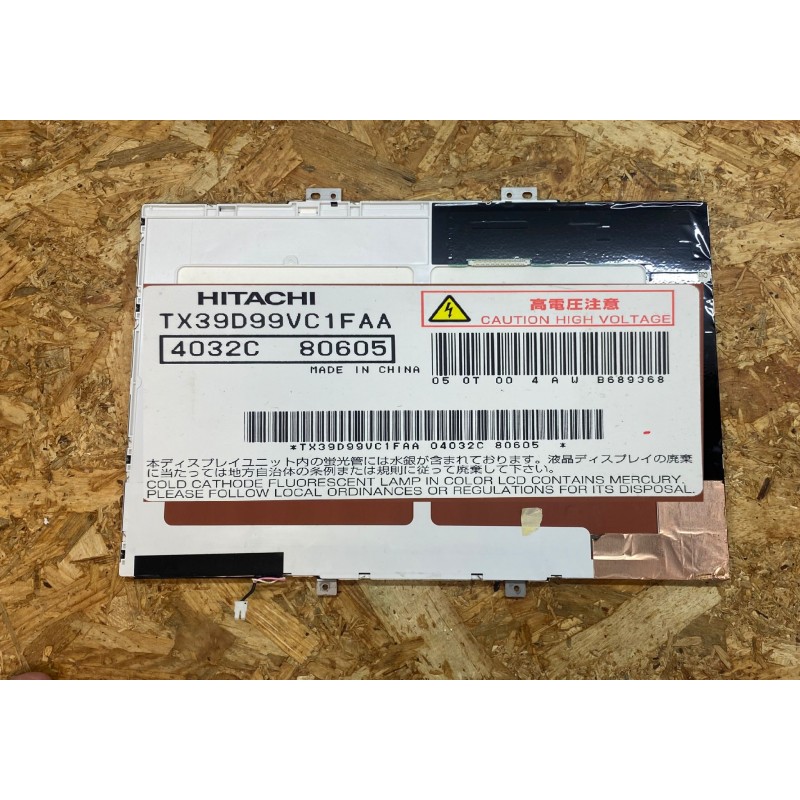 HITACHI
TX39D99VC1FAA
4032C 80605
MADE IN CHINA
高電圧注意
CAUTION HIGH VOLTAGE
05 0T 00 4 A W B689368
*TX39D99VC1FAA 04032C 80605 *
本ディスプレイユニット内の蛍光管には水銀が含まれております。液晶ディスプレイの廃棄
に当たっては地方自治体の条例または規則に従って廃棄して下さい。
COLD CATHODE FLUORESCENT LAMP IN COLOR LCD CONTAINS MERCURY,
PLEASE FOLLOW LOCAL ORDINANCES OR REGULATIONS FOR ITS DISPOSAL.